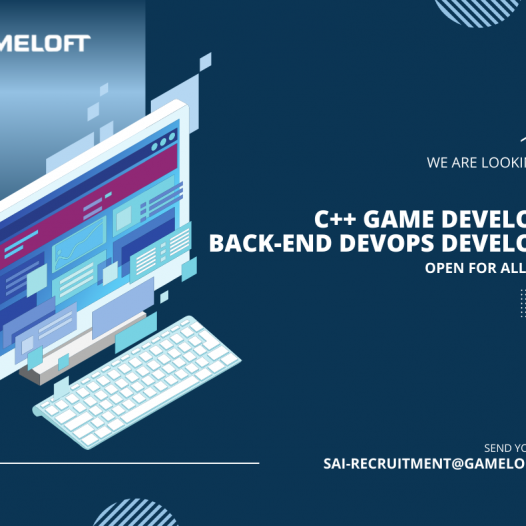 MELOFT
WE ARE LOOKI
C++ GAME DEVELO
BACK-END DEVOPS DEVELO
OPEN FOR ALL
SEND YO
SAI-RECRUITMENT@GAMELO